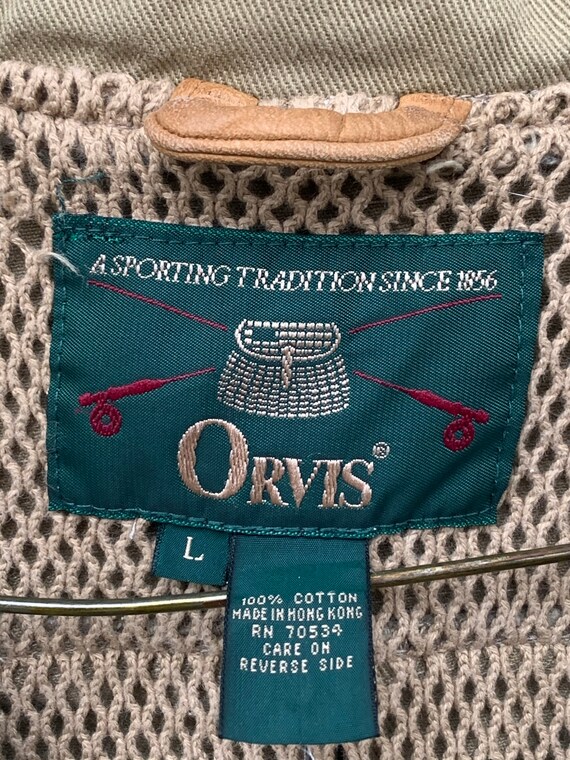 A SPORTING TRADITION SINCE 1856
ORVIS®
L
100% COTTON
MADE IN HONG KONG
RN 70534
CARE ON
REVERSE SIDE